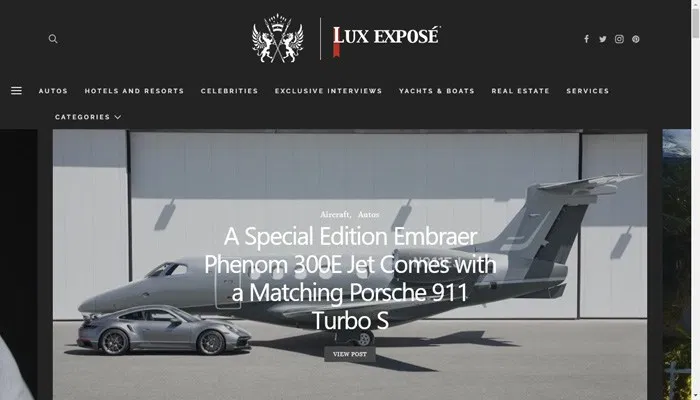 LUX EXPOSÉ
AUTOS HOTELS AND RESORTS CELEBRITIES EXCLUSIVE INTERVIEWS YACHTS & BOATS REAL ESTATE SERVICES
CATEGORIES
Aircraft, Autos
A Special Edition Embraer
Phenom 300E Jet Comes with
a Matching Porsche 911
Turbo S
VIEW POST